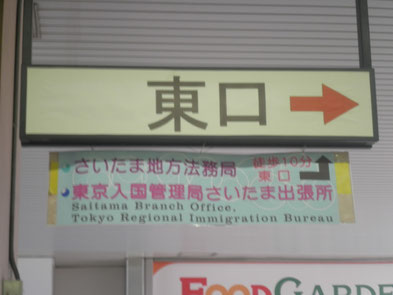 東口
さいたま地方法務局 徒歩10分 東口
東京入国管理局さいたま出張所
Saitama Branch Office,
Tokyo Regional Immigration Bureau
FOOD GARDE